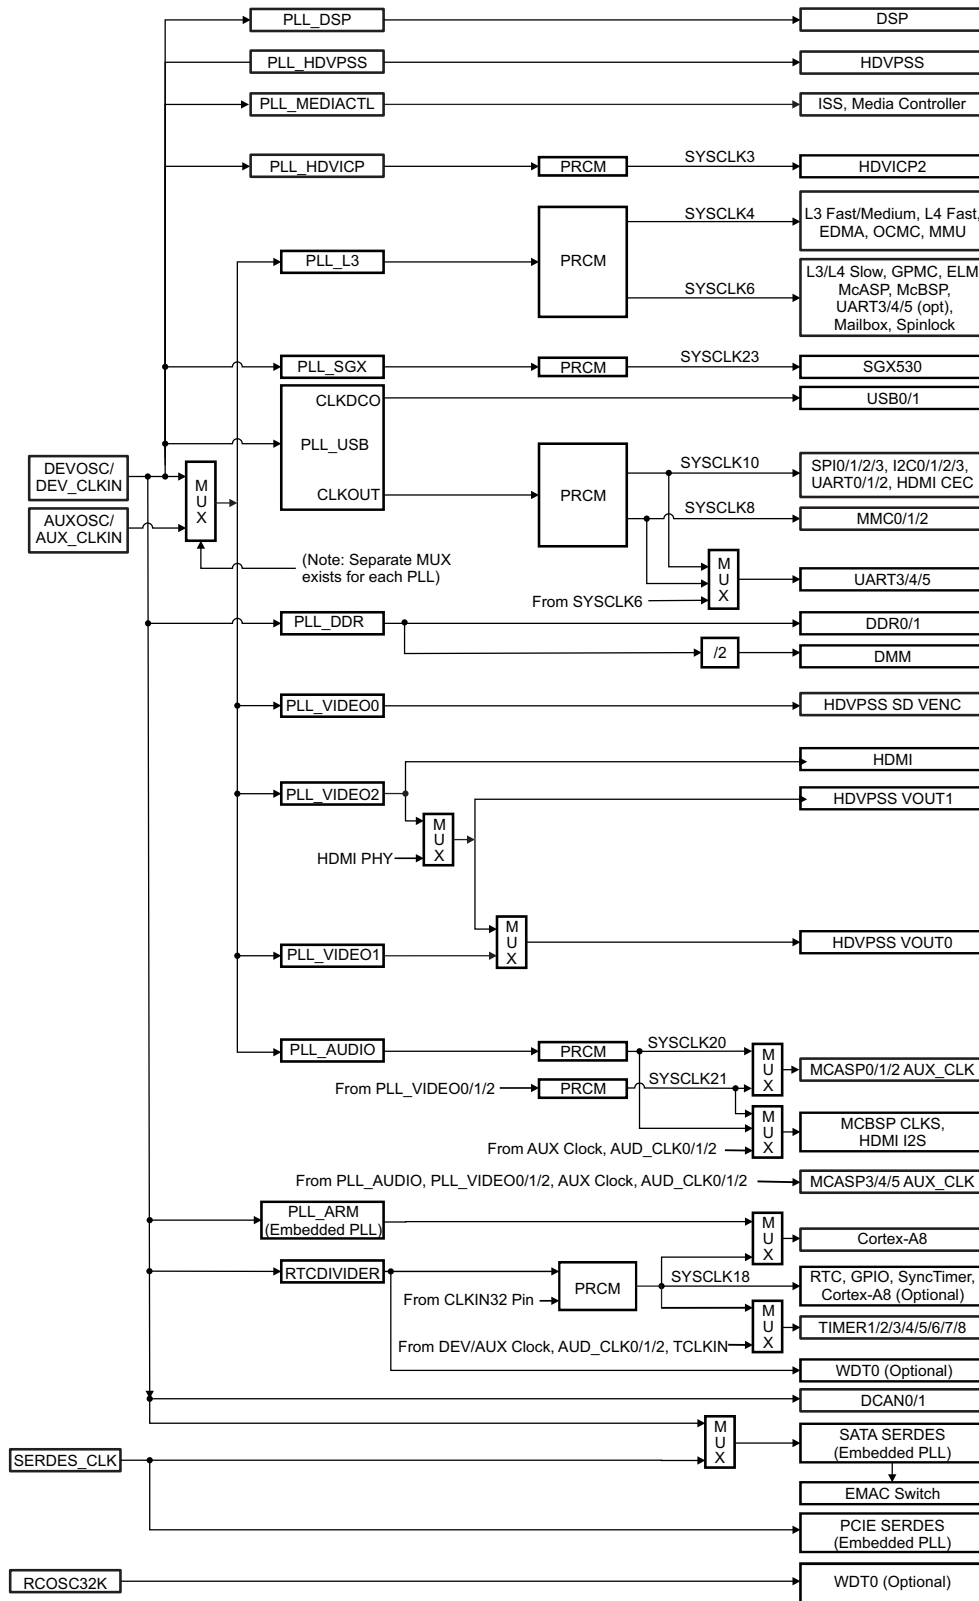 PLL_DSP
DSP
PLL_HDVPSS
HDVPSS
PLL_MEDIACTL
ISS, Media Controller
PLL_HDVICP
PRCM
SYSCLK3
HDVICP2
PLL_L3
PRCM
SYSCLK4
L3 Fast/Medium, L4 Fast,
EDMA, OCMC, MMU
SYSCLK6
L3/L4 Slow, GPMC, ELM
McASP, McBSP,
UART3/4/5 (opt),
Mailbox, Spinlock
PLL_SGX
PRCM
SYSCLK23
SGX530
CLKDCO
PLL_USB
CLKOUT
USB0/1
DEVOSC/
DEV_CLKIN
AUXOSC/
AUX_CLKIN
M
U
X
(Note: Separate MUX
exists for each PLL)
PRCM
SYSCLK10
SPI0/1/2/3, I2C0/1/2/3,
UART0/1/2, HDMI CEC
SYSCLK8
MMC0/1/2
From SYSCLK6
M
U
X
UART3/4/5
PLL_DDR
DDR0/1
/2
DMM
PLL_VIDEO0
HDVPSS SD VENC
HDMI
PLL_VIDEO2
HDVPSS VOUT1
HDMI PHY
M
U
X
PLL_VIDEO1
M
U
X
HDVPSS VOUT0
PLL_AUDIO
PRCM
SYSCLK20
M
U
X
MCASP0/1/2 AUX_CLK
From PLL_VIDEO0/1/2
PRCM
SYSCLK21
From AUX Clock, AUD_CLK0/1/2
M
U
X
MCBSP CLKS,
HDMI I2S
From PLL_AUDIO, PLL_VIDEO0/1/2, AUX Clock, AUD_CLK0/1/2
MCASP3/4/5 AUX_CLK
PLL_ARM
(Embedded PLL)
M
U
X
Cortex-A8
RTCDIVIDER
From CLKIN32 Pin
PRCM
SYSCLK18
RTC, GPIO, SyncTimer,
Cortex-A8 (Optional)
From DEV/AUX Clock, AUD_CLK0/1/2, TCLKIN
M
U
X
TIMER1/2/3/4/5/6/7/8
WDT0 (Optional)
DCAN0/1
SERDES_CLK
M
U
X
SATA SERDES
(Embedded PLL)
EMAC Switch
PCIE SERDES
(Embedded PLL)
RCOSC32K
WDT0 (Optional)